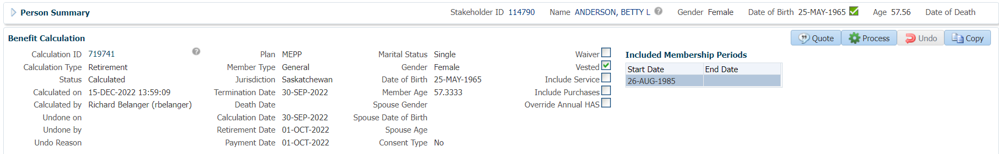 Person Summary Stakeholder ID 114790 Name ANDERSON, BETTY L Gender Female Date of Birth 25-MAY-1965 Age 57.56 Date of Death
Benefit Calculation Quote Process Undo Copy
Calculation ID 719741 Plan MEPP Marital Status Single Waiver Included Membership Periods
Calculation Type Retirement Member Type General Gender Female Vested Start Date End Date
Status Calculated Jurisdiction Saskatchewan Date of Birth 25-MAY-1965 Include Service 26-AUG-1985
Calculated on 15-DEC-2022 13:59:09 Termination Date 30-SEP-2022 Member Age 57.3333 Include Purchases
Calculated by Richard Belanger (rbelanger) Death Date Spouse Gender Override Annual HAS
Undone on Calculation Date 30-SEP-2022 Spouse Date of Birth
Undone by Retirement Date 01-OCT-2022 Spouse Age
Undo Reason Payment Date 01-OCT-2022 Consent Type No